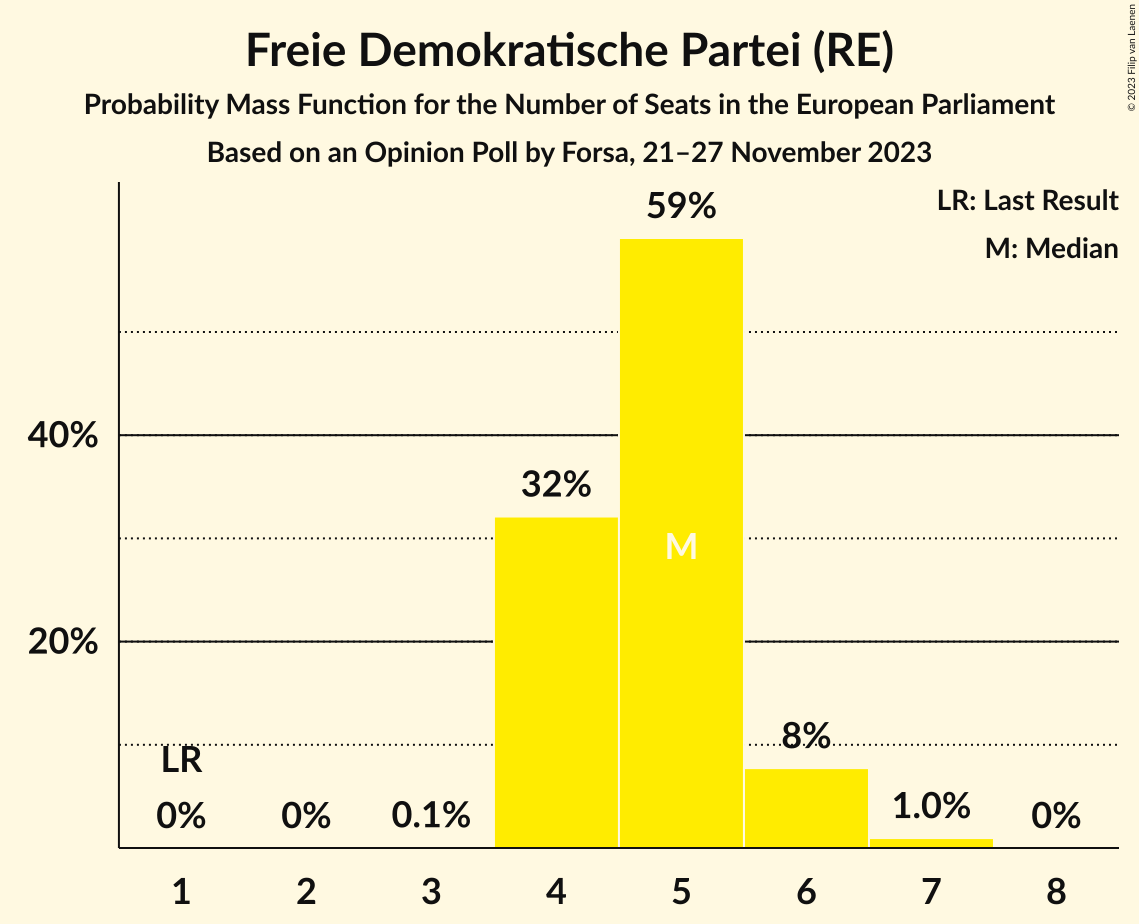 Freie Demokratische Partei (RE)
Probability Mass Function for the Number of Seats in the European Parliament
Based on an Opinion Poll by Forsa, 21–27 November 2023
© 2023 Filip van Laenen
LR: Last Result
M: Median
59%
40%
32%
M
20%
8%
LR
0%
0%
0.1%
1.0%
0%
1
2
3
4
5
6
7
8